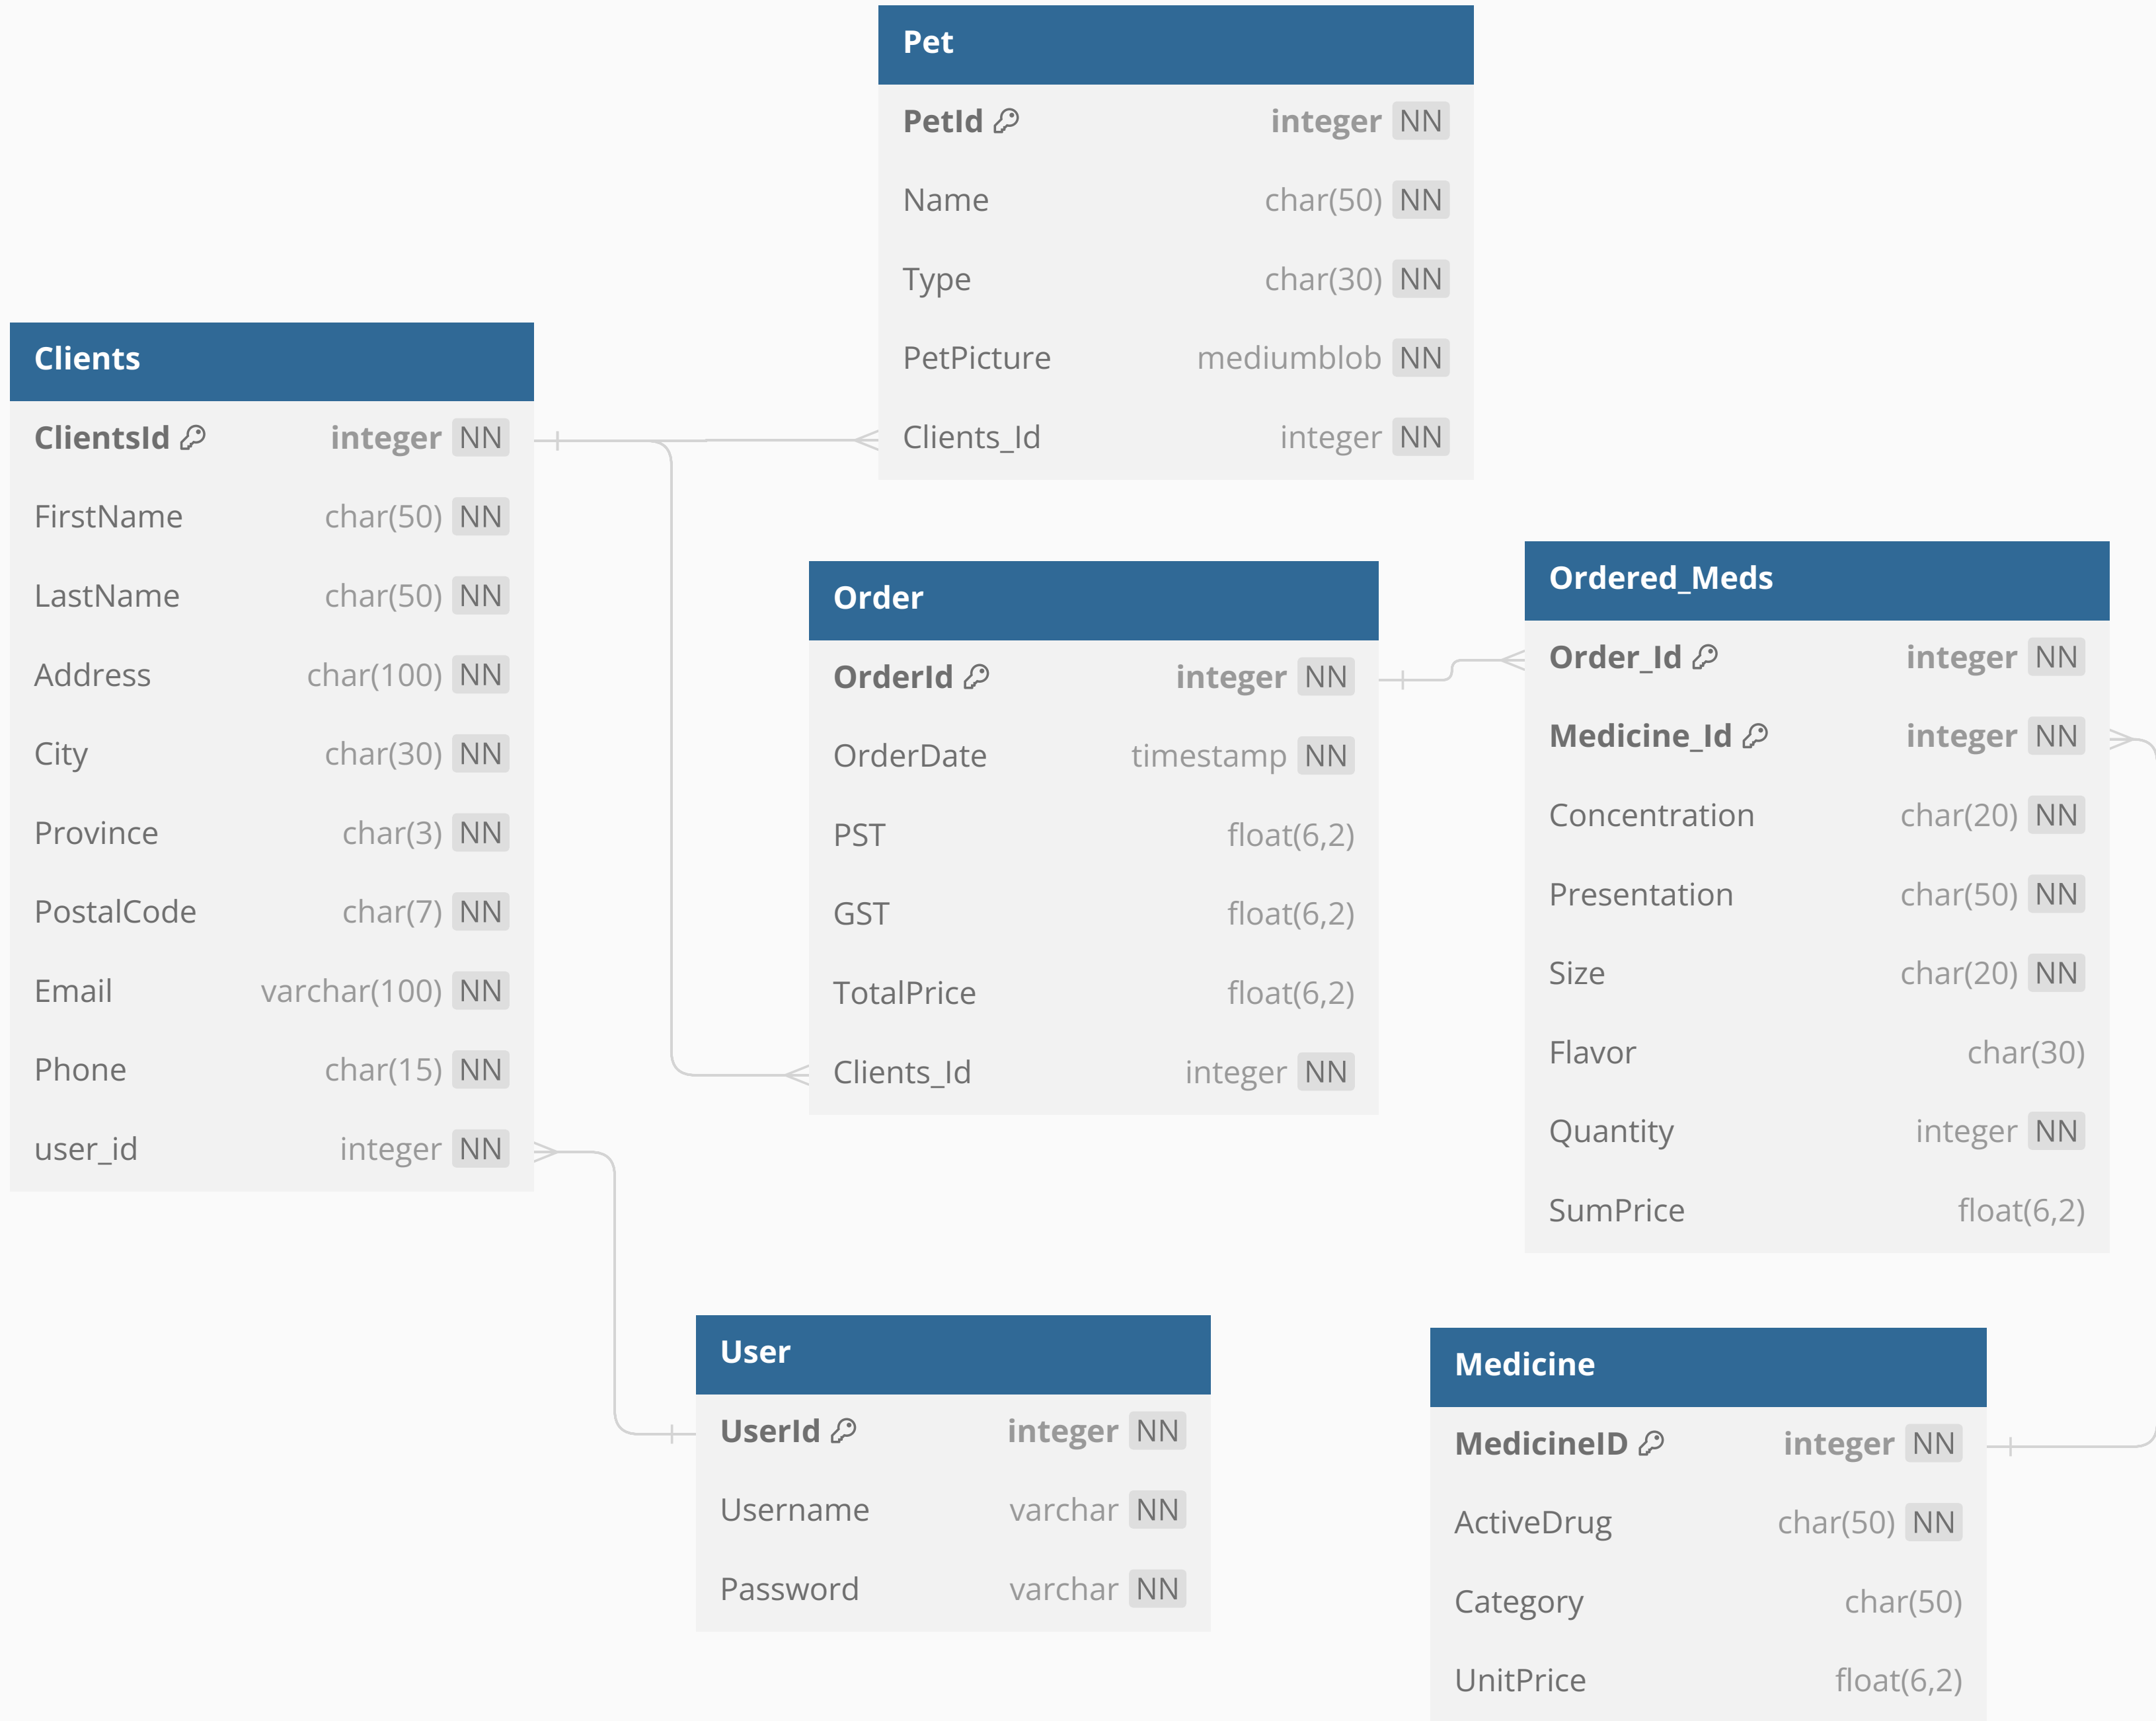 Pet
PetId integer NN
Name char(50) NN
Type char(30) NN
PetPicture mediumblob NN
Clients_Id integer NN
Clients
ClientsId integer NN
FirstName char(50) NN
LastName char(50) NN
Address char(100) NN
City char(30) NN
Province char(3) NN
PostalCode char(7) NN
Email varchar(100) NN
Phone char(15) NN
user_id integer NN
Order
OrderId integer NN
OrderDate timestamp NN
PST float(6,2)
GST float(6,2)
TotalPrice float(6,2)
Clients_Id integer NN
Ordered_Meds
Order_Id integer NN
Medicine_Id integer NN
Concentration char(20) NN
Presentation char(50) NN
Size char(20) NN
Flavor char(30)
Quantity integer NN
SumPrice float(6,2)
User
UserId integer NN
Username varchar NN
Password varchar NN
Medicine
MedicineID integer NN
ActiveDrug char(50) NN
Category char(50)
UnitPrice float(6,2)